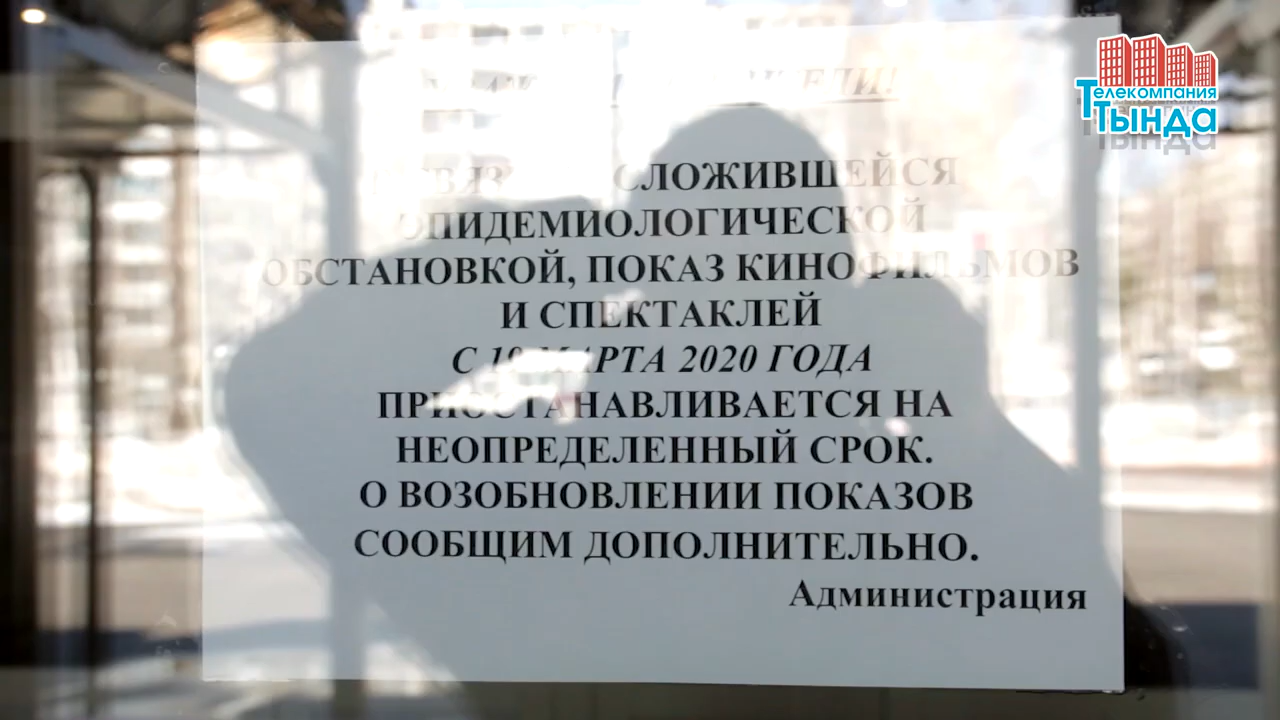 Телекомпания
Тында
СЛОЖИВШЕЙСЯ
ЭПИДЕМИОЛОГИЧЕСКОЙ
ОБСТАНОВКОЙ, ПОКАЗ КИНОФИЛЬМОВ
И СПЕКТАКЛЕЙ
С МАРТА 2020 ГОДА
ПРИОСТАНАВЛИВАЕТСЯ НА
НЕОПРЕДЕЛЕННЫЙ СРОК.
О ВОЗОБНОВЛЕНИИ ПОКАЗОВ
СООБЩИМ ДОПОЛНИТЕЛЬНО.
Администрация